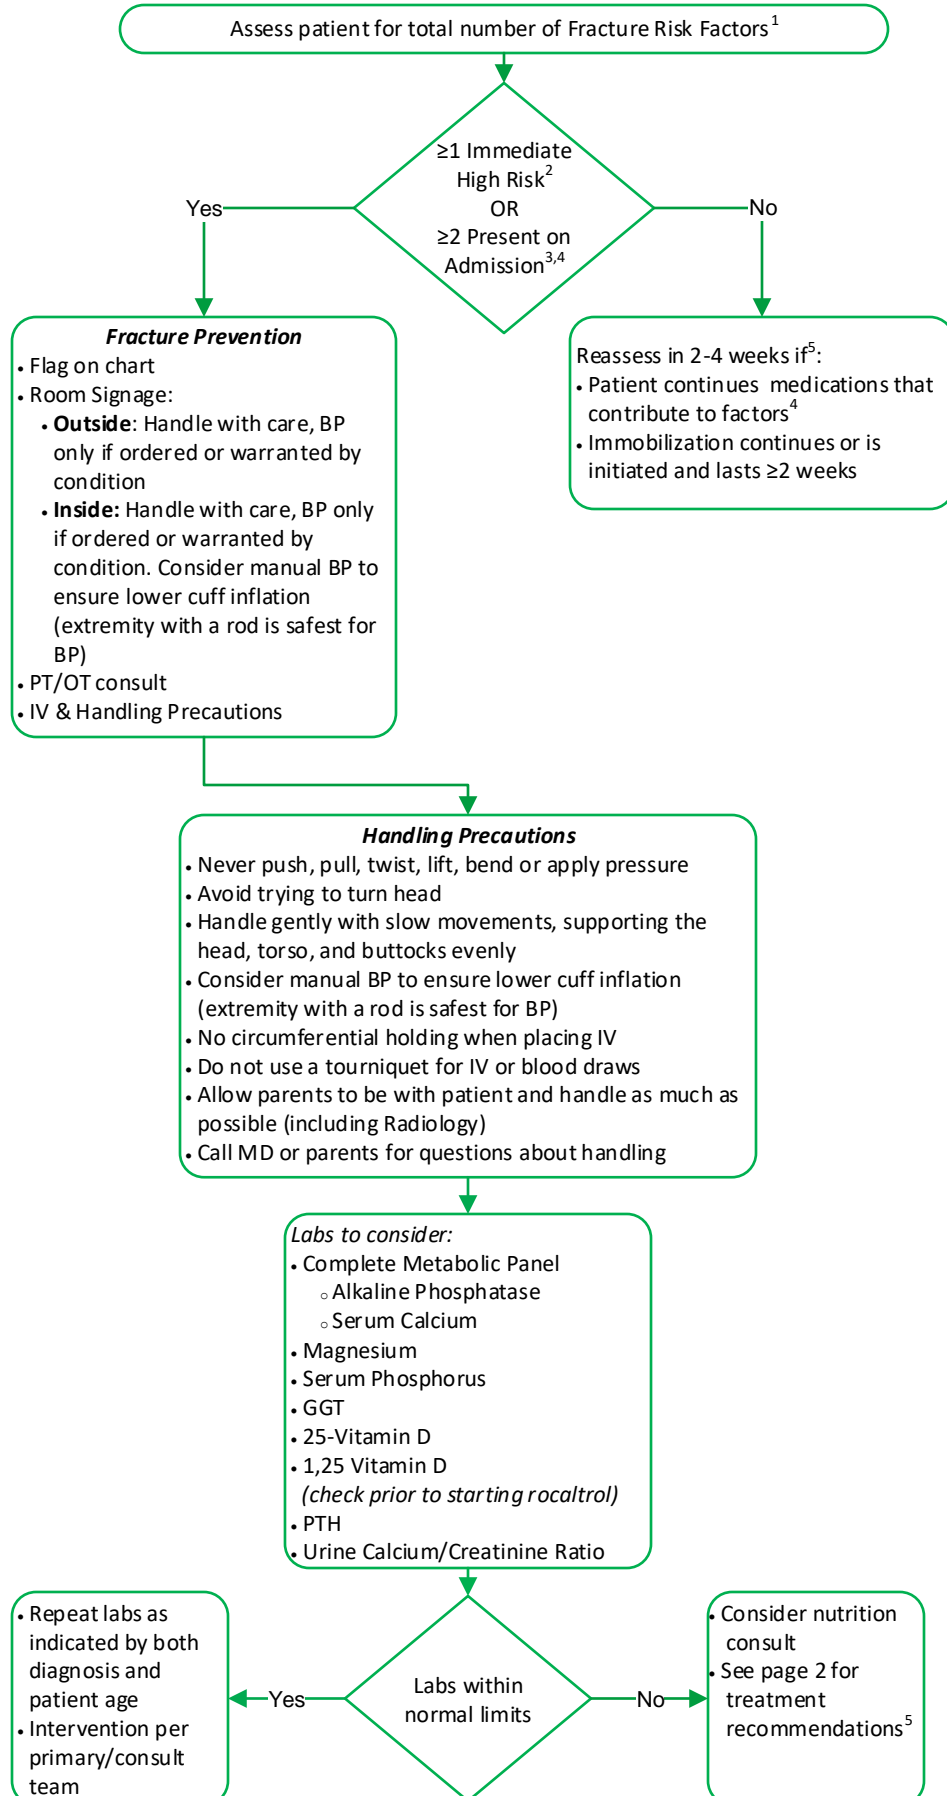 Assess patient for total number of Fracture Risk Factors1
≥1 Immediate
High Risk2
OR
≥2 Present on
Admission3,4
Yes
No
Fracture Prevention
• Flag on chart
• Room Signage:
• Outside: Handle with care, BP
only if ordered or warranted by
condition
• Inside: Handle with care, BP only
if ordered or warranted by
condition. Consider manual BP to
ensure lower cuff inflation
(extremity with a rod is safest for
BP)
• PT/OT consult
• IV & Handling Precautions
Reassess in 2-4 weeks if5:
• Patient continues medications that
contribute to factors4
• Immobilization continues or is
initiated and lasts ≥2 weeks
Handling Precautions
• Never push, pull, twist, lift, bend or apply pressure
• Avoid trying to turn head
• Handle gently with slow movements, supporting the
head, torso, and buttocks evenly
• Consider manual BP to ensure lower cuff inflation
(extremity with a rod is safest for BP)
• No circumferential holding when placing IV
• Do not use a tourniquet for IV or blood draws
• Allow parents to be with patient and handle as much as
possible (including Radiology)
• Call MD or parents for questions about handling
Labs to consider:
• Complete Metabolic Panel
○ Alkaline Phosphatase
○ Serum Calcium
• Magnesium
• Serum Phosphorus
• GGT
• 25-Vitamin D
• 1,25 Vitamin D
(check prior to starting rocaltrol)
• PTH
• Urine Calcium/Creatinine Ratio
Labs within
normal limits
Yes
No
• Repeat labs as
indicated by both
diagnosis and
patient age
• Intervention per
primary/consult
team
• Consider nutrition
consult
• See page 2 for
treatment
recommendations5